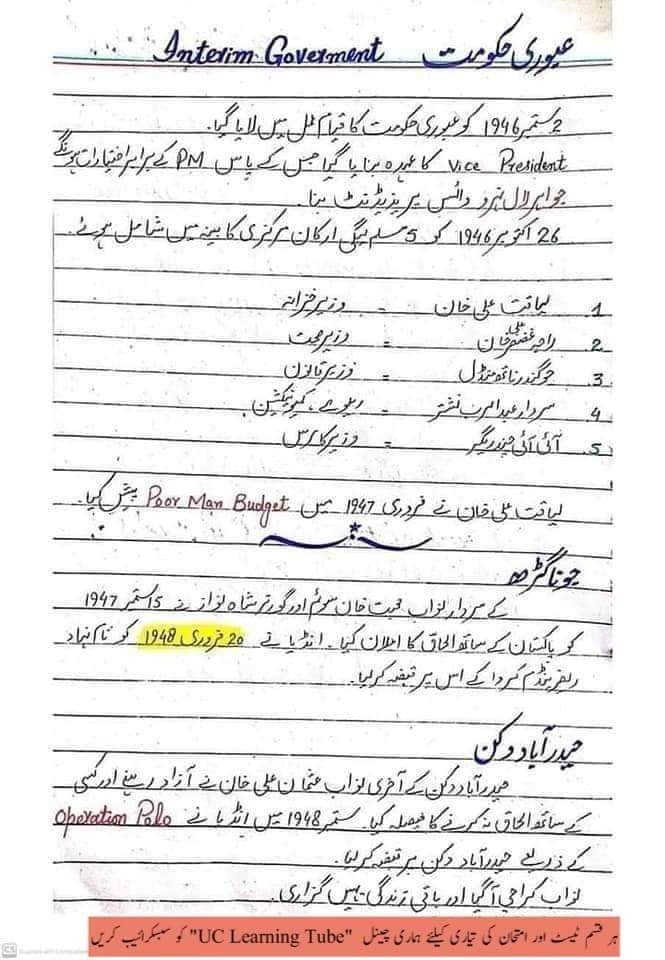 عبوری حکومت Interim Goverment
2 ستمبر 1946 کو عبوری حکومت کا قیام عمل میں لایا گیا۔
Vice President کا عہدہ بنایا گیا جس کے پاس PM کے برابر اختیارات ہونگے
جواہر لال نہرو وائس پریزیڈنٹ بنا۔
26 اکتوبر 1946 کو 5 مسلم لیگی ارکان مرکزی کابینہ میں شامل ہوئے۔
1. لیاقت علی خان - وزیر خزانہ
2. راجہ غضنفر علی خان = وزیر صحت
3. جوگندر ناتھ منڈل = وزیر قانون
4. سردار عبدالرب نشتر = ریلوے، کمیونیکیشن
5. آئی آئی چندریگر = وزیر کامرس
لیاقت علی خان نے فروری 1947 میں Poor Man Budget پیش کیا۔
جونا گڑھ
کے سردار نواب محبت خان سوئم اور گورنر شاہ نواز نے 15 ستمبر 1947
کو پاکستان کے ساتھ الحاق کا اعلان کیا۔ انڈیا نے 20 فروری 1948 کو نام نہاد
ریفرینڈم کروا کے اس پر قبضہ کر لیا۔
حیدرآباد دکن
حیدرآباد دکن کے آخری نواب عثمان علی خان نے آزاد رہنے اور کسی
کے ساتھ الحاق نہ کرنے کا فیصلہ کیا۔ ستمبر 1948 میں انڈیا نے Operation Polo
کے ذریعے حیدرآباد دکن پر قبضہ کر لیا۔
نواب کراچی آ گیا اور باقی زندگی یہیں گزاری۔
ہر قسم ٹیسٹ اور امتحان کی تیاری کیلئے ہماری چینل "UC Learning Tube" کو سبسکرائیب کریں
CS